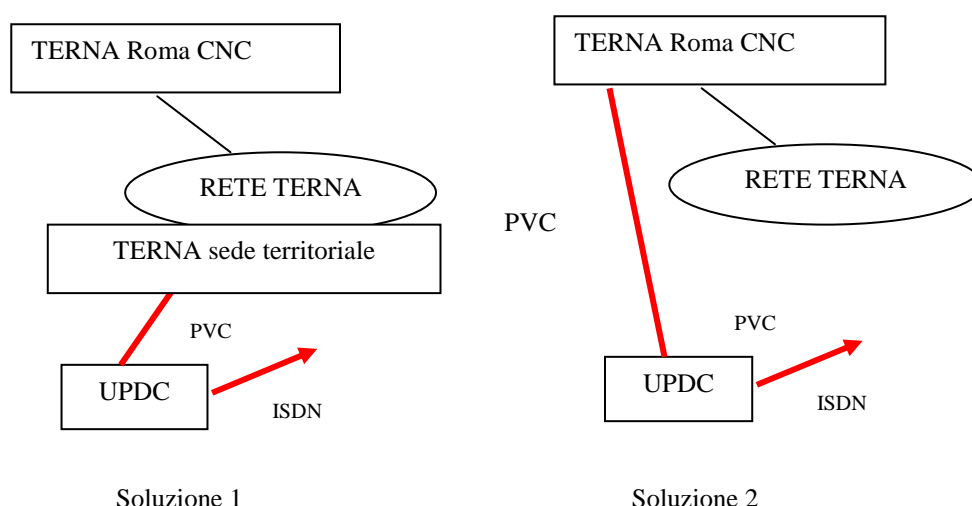 TERNA Roma CNC
RETE TERNA
TERNA sede territoriale
PVC
UPDC
ISDN
Soluzione 1
TERNA Roma CNC
RETE TERNA
PVC
PVC
UPDC
ISDN
Soluzione 2